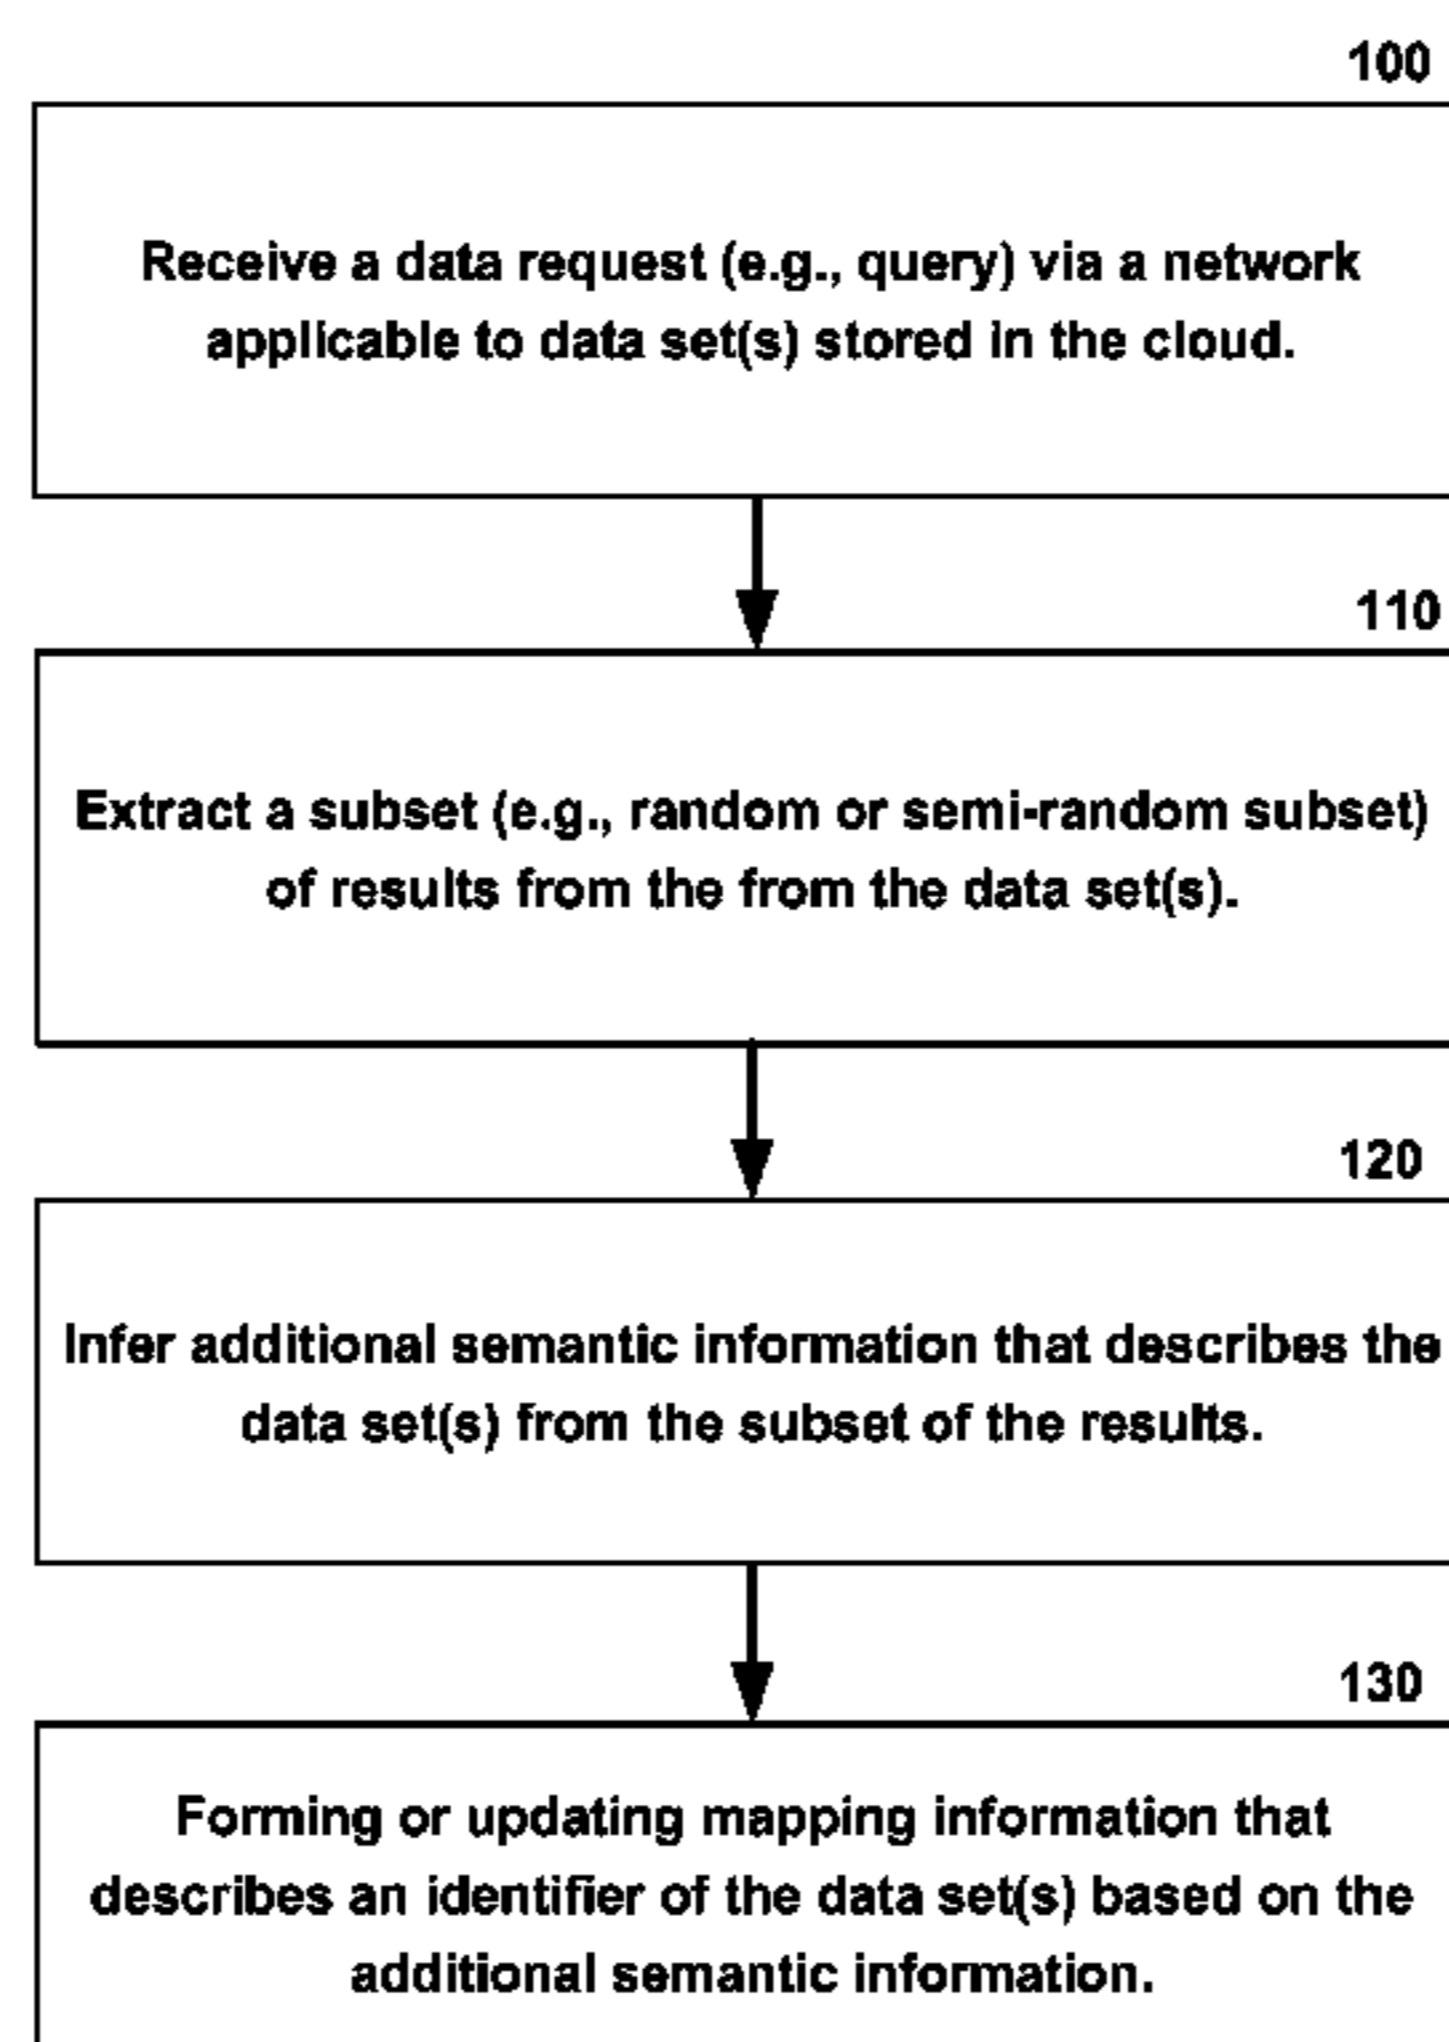 100
Receive a data request (e.g., query) via a network
applicable to data set(s) stored in the cloud.
110
Extract a subset (e.g., random or semi-random subset)
of results from the from the data set(s).
120
Infer additional semantic information that describes the
data set(s) from the subset of the results.
130
Forming or updating mapping information that
describes an identifier of the data set(s) based on the
additional semantic information.